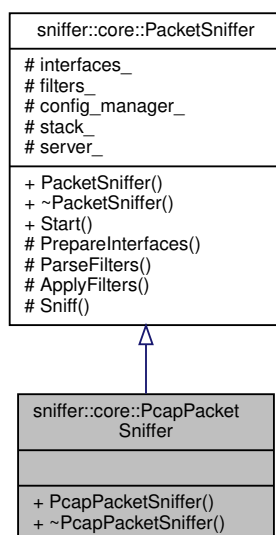 sniffer::core::PacketSniffer
# interfaces_
# filters_
# config_manager_
# stack_
# server_
+ PacketSniffer()
+ ~PacketSniffer()
+ Start()
# PrepareInterfaces()
# ParseFilters()
# ApplyFilters()
# Sniff()
sniffer::core::PcapPacket
Sniffer
+ PcapPacketSniffer()
+ ~PcapPacketSniffer()